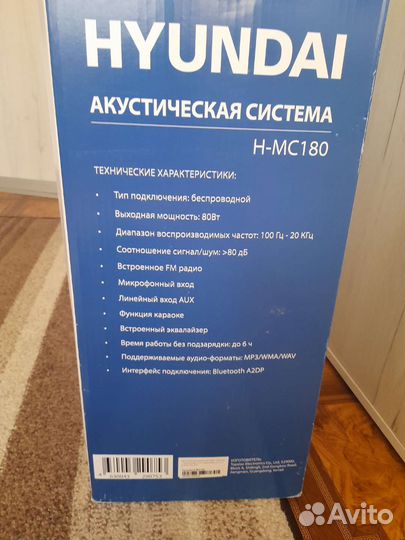 HYUNDAI
АКУСТИЧЕСКАЯ СИСТЕМА
H-MC180
ТЕХНИЧЕСКИЕ ХАРАКТЕРИСТИКИ:
• Тип подключения: беспроводной
• Выходная мощность: 80Вт
• Диапазон воспроизводимых частот: 100 Гц - 20 КГц
• Соотношение сигнал/шум: >80 дБ
• Встроенное FM радио
• Микрофонный вход
• Линейный вход AUX
• Функция караоке
• Встроенный эквалайзер
• Время работы без подзарядки: до 6 ч
• Поддерживаемые аудио-форматы: MP3/WMA/WAV
• Интерфейс подключения: Bluetooth A2DP
ИЗГОТОВИТЕЛЬ:
Avito